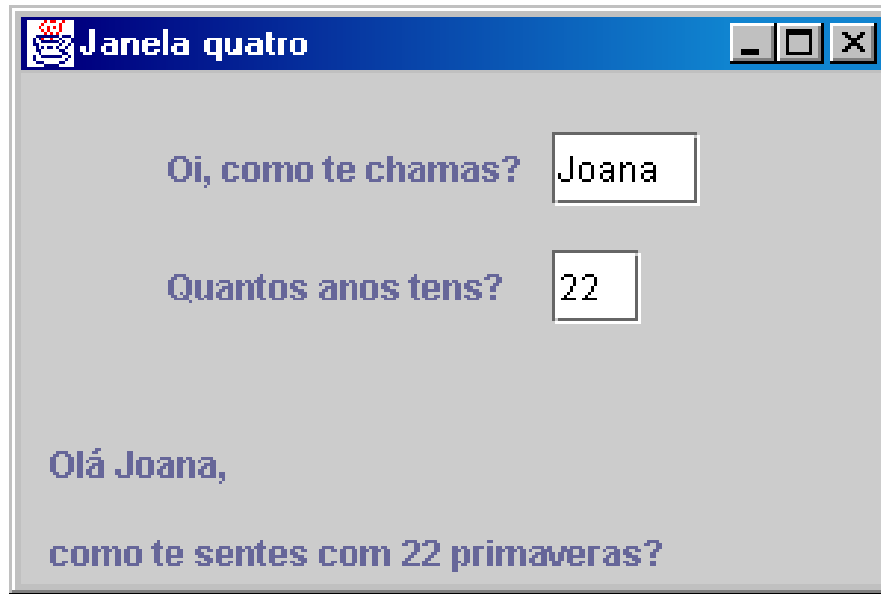 Janela quatro
Oi, como te chamas? Joana
Quantos anos tens? 22
Olá Joana,
como te sentes com 22 primaveras?